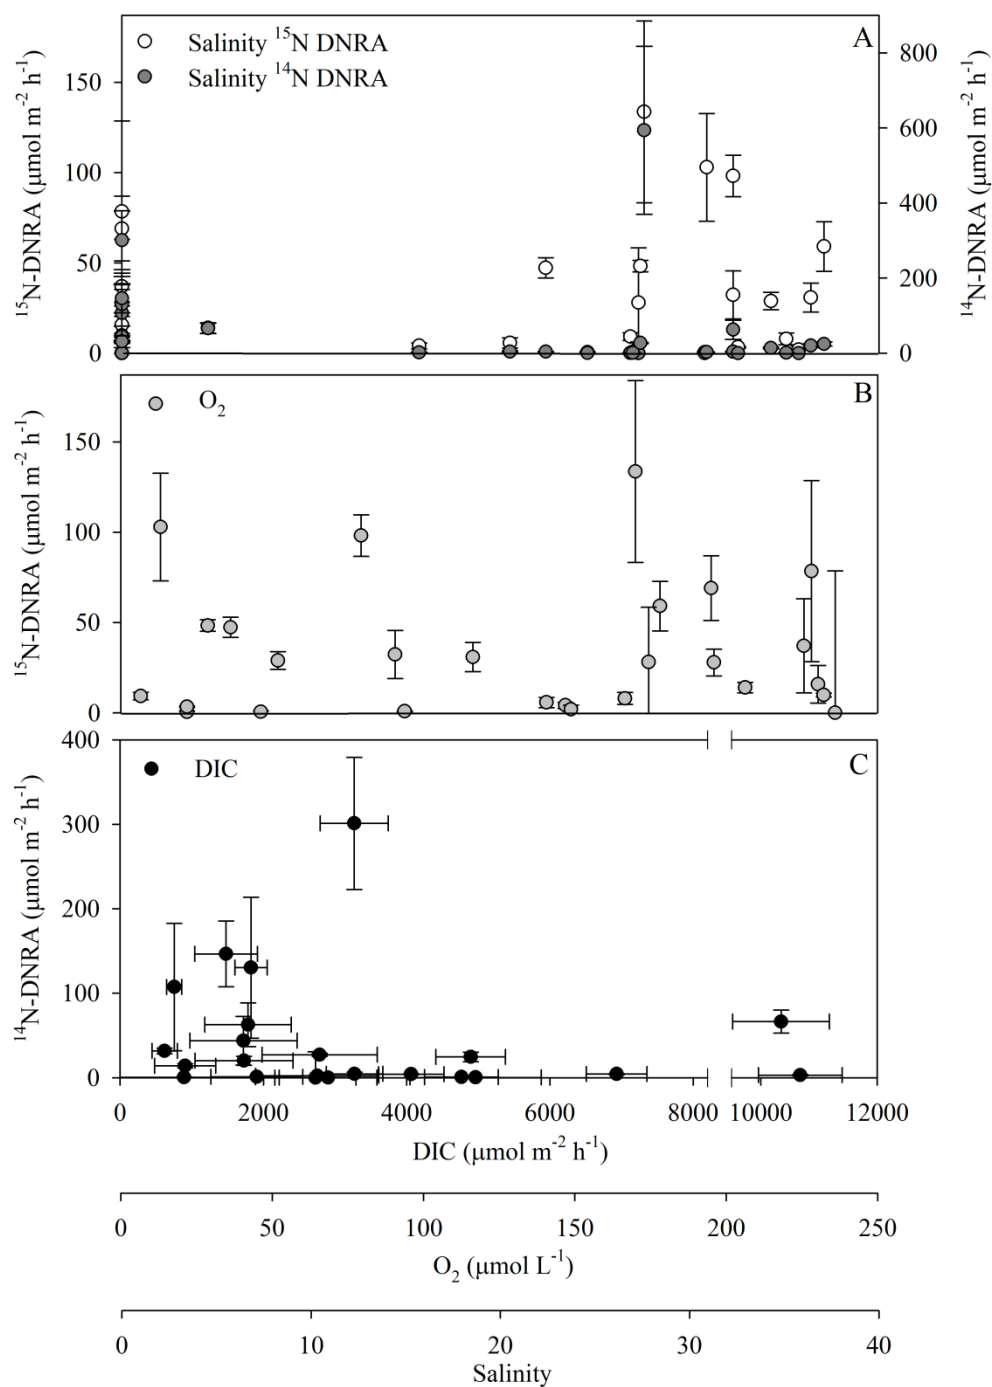 Salinity ¹⁵N DNRA
Salinity ¹⁴N DNRA
A
¹⁵N-DNRA (μmol m⁻² h⁻¹)
150
100
50
0
800
600
400
200
0
¹⁴N-DNRA (μmol m⁻² h⁻¹)
O₂
B
¹⁵N-DNRA (μmol m⁻² h⁻¹)
150
100
50
0
DIC
C
¹⁴N-DNRA (μmol m⁻² h⁻¹)
400
300
200
100
0
0 2000 4000 6000 8000 10000 12000
DIC (μmol m⁻² h⁻¹)
0 50 100 150 200 250
O₂ (μmol L⁻¹)
0 10 20 30 40
Salinity